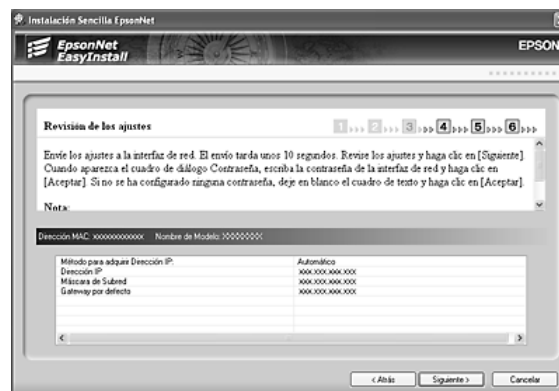 Instalación Sencilla EpsonNet
EpsonNet
EasyInstall
EPSON
Revisión de los ajustes
1 2 3 4 5 6
Envíe los ajustes a la interfaz de red. El envío tarda unos 10 segundos. Revise los ajustes y haga clic en [Siguiente].
Cuando aparezca el cuadro de diálogo Contraseña, escriba la contraseña de la interfaz de red y haga clic en
[Aceptar]. Si no se ha configurado ninguna contraseña, deje en blanco el cuadro de texto y haga clic en [Aceptar].
Nota:
Dirección MAC: XXXXXXXXXXXX Nombre de Modelo: XXXXXXXX
Método para adquirir Dirección IP: Automático
Dirección IP XXX.XXX.XXX.XXX
Máscara de Subred XXX.XXX.XXX.XXX
Gateway por defecto XXX.XXX.XXX.XXX
< Atrás Siguiente > Cancelar